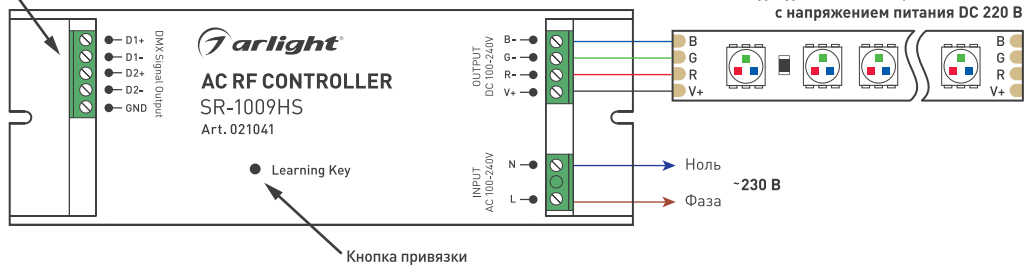 с напряжением питания DC 220 В
D1+
D1-
D2+
D2-
GND
DMX Signal Output
arlight®
AC RF CONTROLLER
SR-1009HS
Art. 021041
Learning Key
OUTPUT
DC 100-240V
B-
G-
R-
V+
INPUT
AC 100-240V
N
L
B
G
R
V+
B
G
R
V+
Ноль
~230 В
Фаза
Кнопка привязки